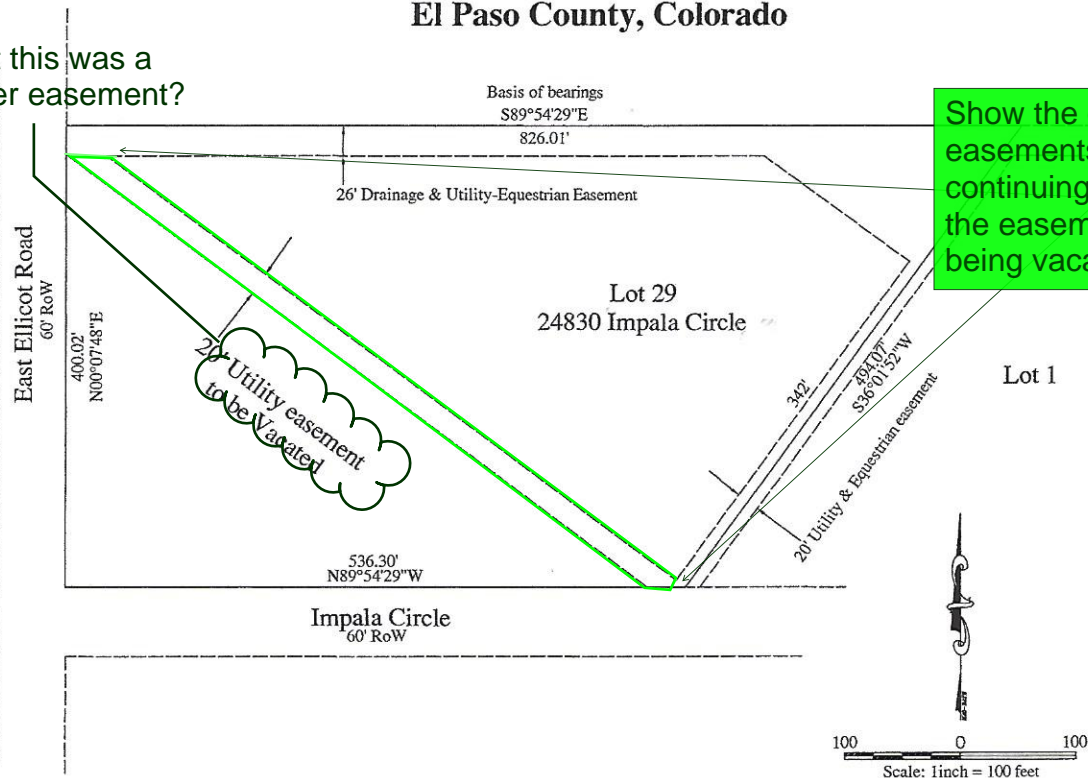 El Paso County, Colorado
this was a
easement?
Basis of bearings
S89°54'29"E
826.01'
Show the
easements
continuing
the easem
being vaca
26' Drainage & Utility-Equestrian Easement
East Ellicot Road
60' RoW
400.02'
N00°07'48"E
Lot 29
24830 Impala Circle
20' Utility easement
to be Vacated
342'
494.07'
S36°01'52"W
Lot 1
20' Utility & Equestrian easement
536.30'
N89°54'29"W
Impala Circle
60' RoW
100 0 100
Scale: 1inch = 100 feet